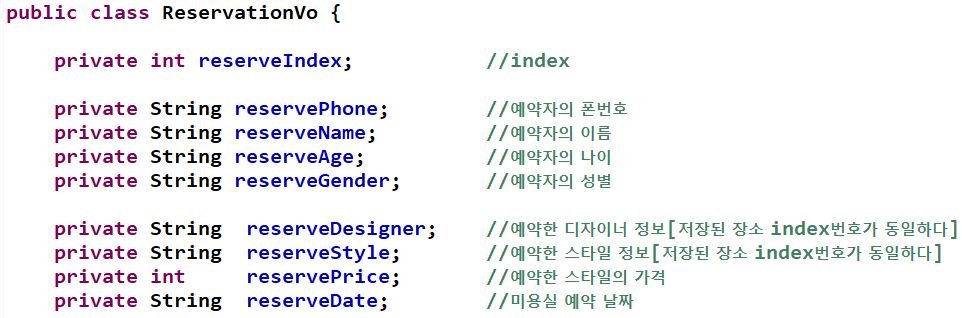 public class ReservationVo {
private int reserveIndex; //index
private String reservePhone; //예약자의 폰번호
private String reserveName; //예약자의 이름
private String reserveAge; //예약자의 나이
private String reserveGender; //예약자의 성별
private String reserveDesigner; //예약한 디자이너 정보[저장된 장소 index번호가 동일하다]
private String reserveStyle; //예약한 스타일 정보[저장된 장소 index번호가 동일하다]
private int reservePrice; //예약한 스타일의 가격
private String reserveDate; //미용실 예약 날짜